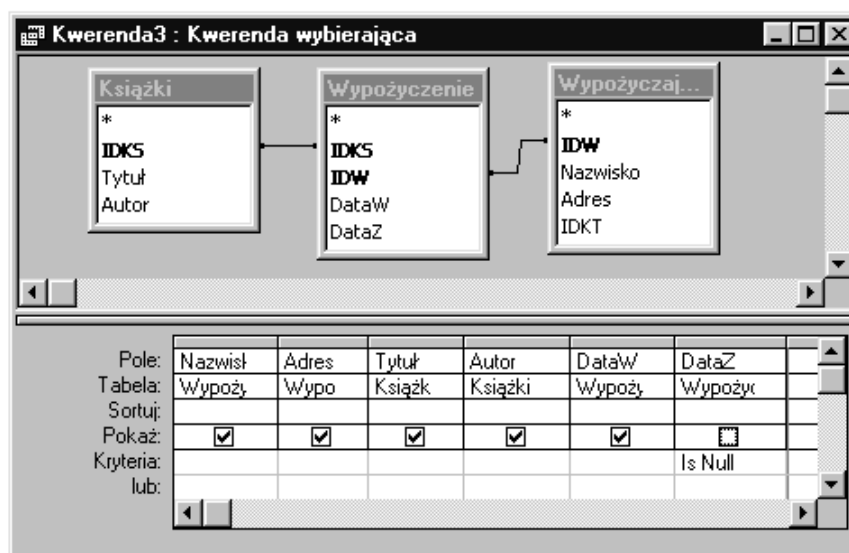 Kwerenda3 : Kwerenda wybierająca
Książki
*
IDKS
Tytuł
Autor
Wypożyczenie
*
IDKS
IDW
DataW
DataZ
Wypożyczaj...
*
IDW
Nazwisko
Adres
IDKT
Pole: Nazwisł Adres Tytuł Autor DataW DataZ
Tabela: Wypoży Wypo Książk Książki Wypoży Wypożyc
Sortuj:
Pokaż:
Kryteria: Is Null
lub: